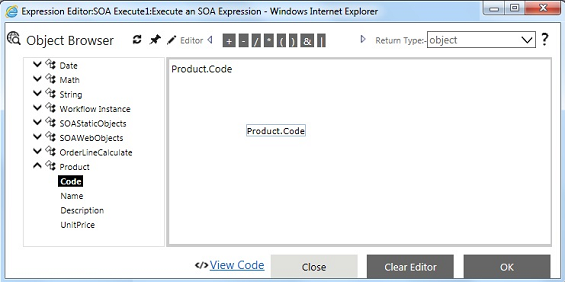 Expression Editor:SOA Execute1:Execute an SOA Expression - Windows Internet Explorer
Object Browser Editor + - / * ( ) & | Return Type:- object ?
Date
Math
String
Workflow Instance
SOAStaticObjects
SOAWebObjects
OrderLineCalculate
Product
Code
Name
Description
UnitPrice
Product.Code
Product.Code
</> View Code Close Clear Editor OK